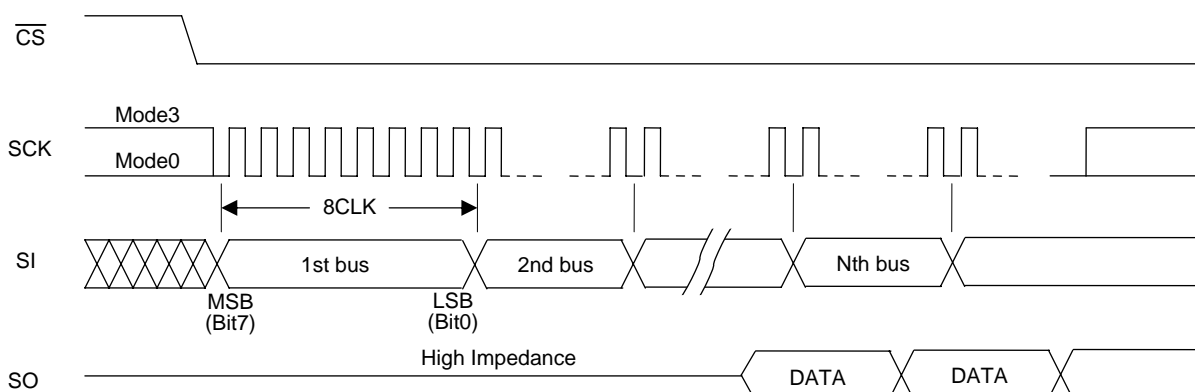 CS
Mode3
SCK
Mode0
8CLK
SI
1st bus
2nd bus
Nth bus
MSB
(Bit7)
LSB
(Bit0)
High Impedance
SO
DATA
DATA